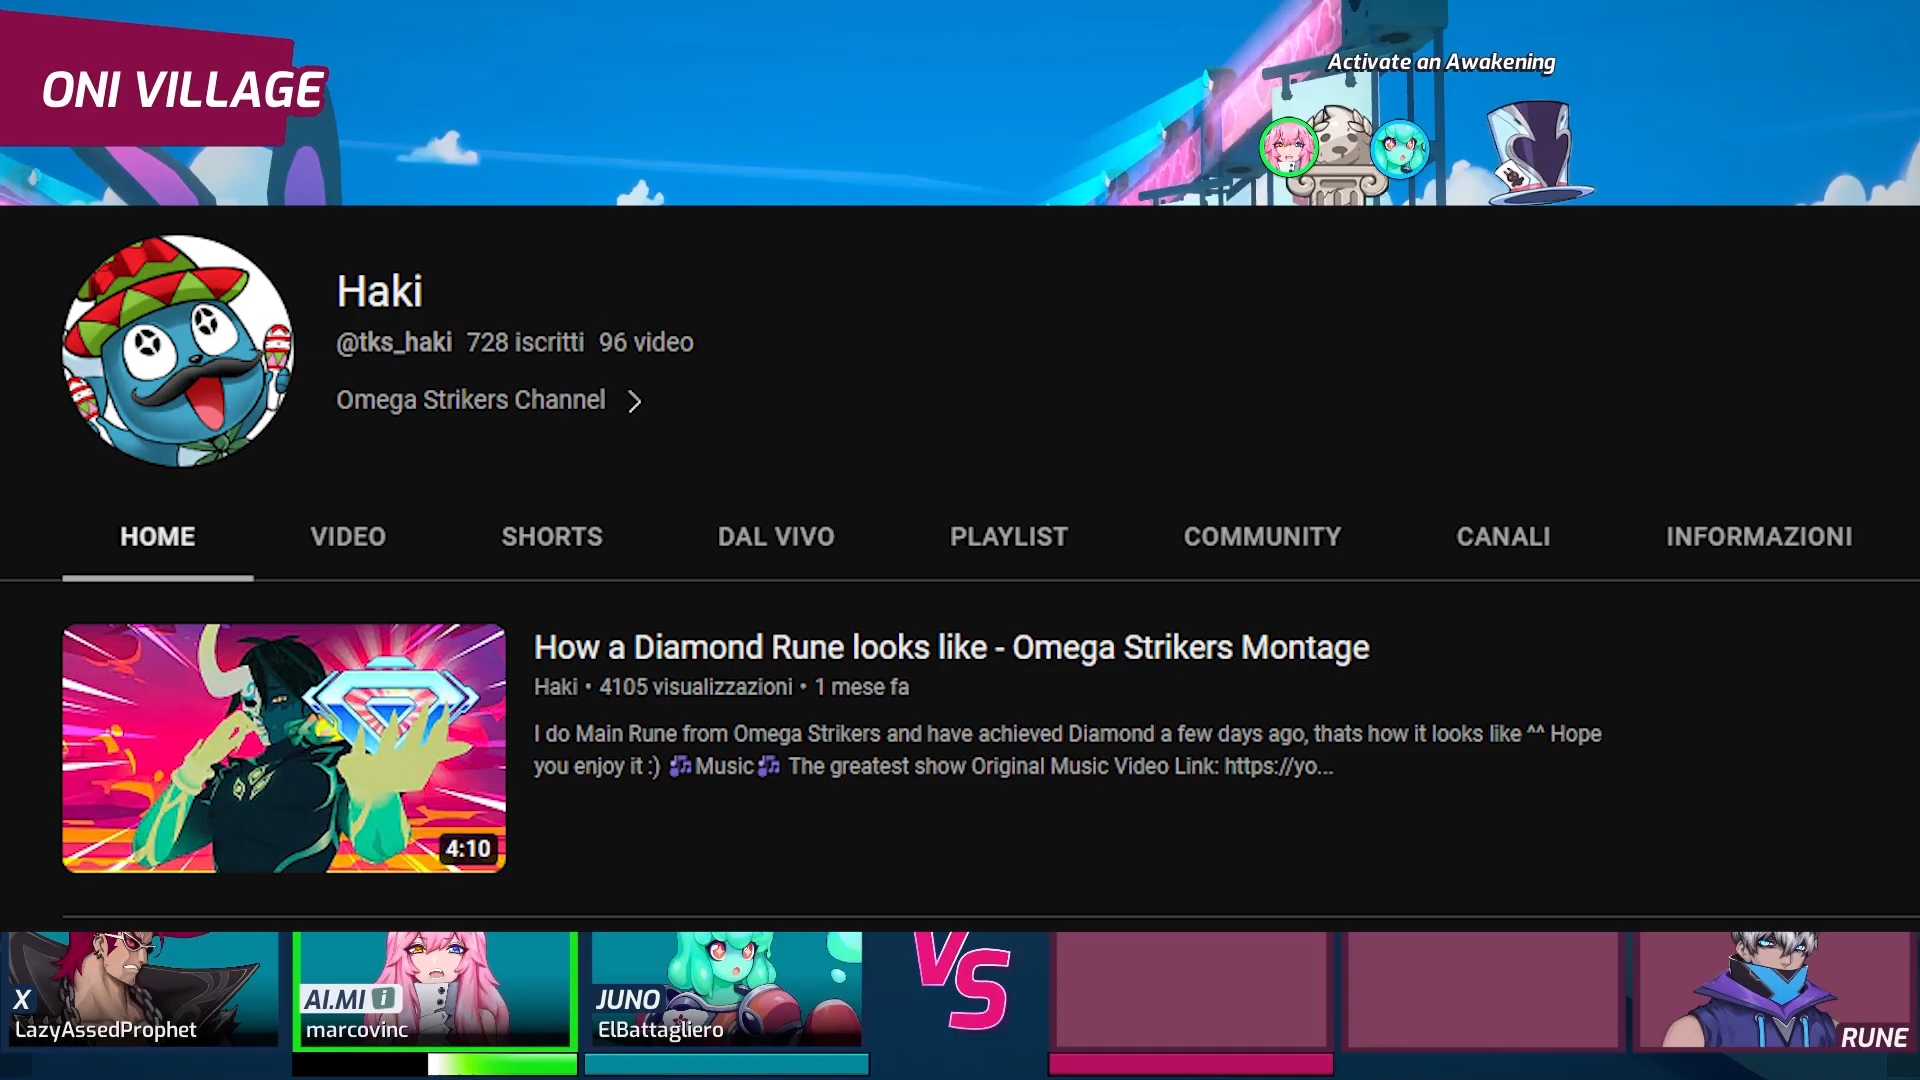 ONI VILLAGE
Activate an Awakening
Haki
@tks_haki 728 iscritti 96 video
Omega Strikers Channel
HOME VIDEO SHORTS DAL VIVO PLAYLIST COMMUNITY CANALI INFORMAZIONI
How a Diamond Rune looks like - Omega Strikers Montage
Haki • 4105 visualizzazioni • 1 mese fa
I do Main Rune from Omega Strikers and have achieved Diamond a few days ago, thats how it looks like ^^ Hope
you enjoy it :) 🎶Music🎶 The greatest show Original Music Video Link: https://yo...
4:10
X
LazyAssedProphet
AI.MI i
marcovinc
JUNO
ElBattagliero
VS
RUNE